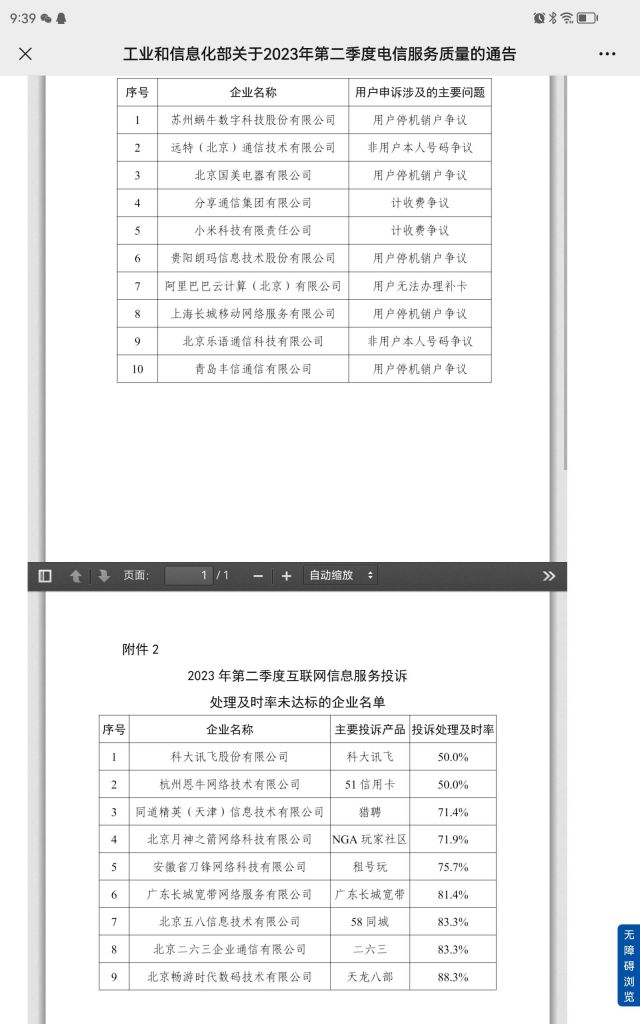 9:39
工业和信息化部关于2023年第二季度电信服务质量的通告
序号 企业名称 用户申诉涉及的主要问题
1 苏州蜗牛数字科技股份有限公司 用户停机销户争议
2 远特（北京）通信技术有限公司 非用户本人号码争议
3 北京国美电器有限公司 用户停机销户争议
4 分享通信集团有限公司 计收费争议
5 小米科技有限责任公司 计收费争议
6 贵阳朗玛信息技术股份有限公司 用户停机销户争议
7 阿里巴巴云计算（北京）有限公司 用户无法办理补卡
8 上海长城移动网络服务有限公司 用户停机销户争议
9 北京乐语通信科技有限公司 非用户本人号码争议
10 青岛丰信通信有限公司 用户停机销户争议
页面: 1 / 1 自动缩放
附件 2
2023 年第二季度互联网信息服务投诉
处理及时率未达标的企业名单
序号 企业名称 主要投诉产品 投诉处理及时率
1 科大讯飞股份有限公司 科大讯飞 50.0%
2 杭州恩牛网络技术有限公司 51 信用卡 50.0%
3 同道精英（天津）信息技术有限公司 猎聘 71.4%
4 北京月神之箭网络科技有限公司 NGA 玩家社区 71.9%
5 安徽省刀锋网络科技有限公司 租号玩 75.7%
6 广东长城宽带网络服务有限公司 广东长城宽带 81.4%
7 北京五八信息技术有限公司 58 同城 83.3%
8 北京二六三企业通信有限公司 二六三 83.3%
9 北京畅游时代数码技术有限公司 天龙八部 88.3%
无障碍浏览